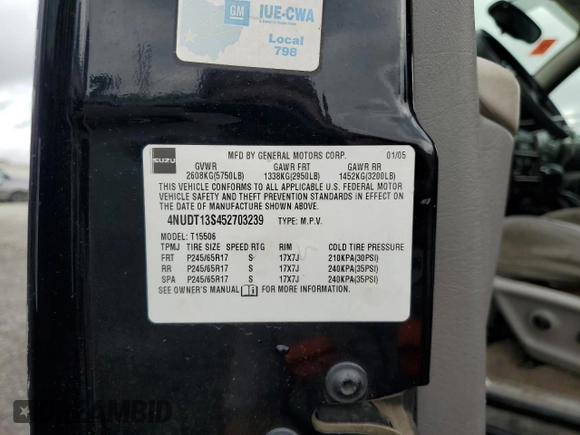 GM
IUE-CWA
Local
798
ISUZU
MFD BY GENERAL MOTORS CORP. 01/05
GVWR GAWR FRT GAWR RR
2608KG(5750LB) 1338KG(2950LB) 1452KG(3200LB)
THIS VEHICLE CONFORMS TO ALL APPLICABLE U.S. FEDERAL MOTOR
VEHICLE SAFETY AND THEFT PREVENTION STANDARDS IN EFFECT ON
THE DATE OF MANUFACTURE SHOWN ABOVE.
4NUDT13S452703239 TYPE: M.P.V.
MODEL: T15506
TPMJ TIRE SIZE SPEED RTG RIM COLD TIRE PRESSURE
FRT P245/65R17 S 17X7J 210KPA(30PSI)
RR P245/65R17 S 17X7J 240KPA(35PSI)
SPA P245/65R17 S 17X7J 240KPA(35PSI)
SEE OWNER'S MANUAL FOR MORE INFORMATION.
DREAMBID